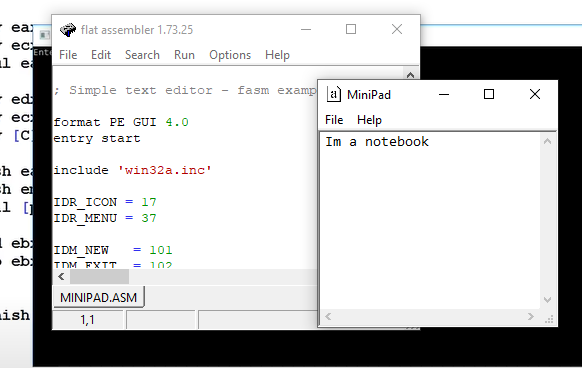 flat assembler 1.73.25
File Edit Search Run Options Help
; Simple text editor - fasm examp
format PE GUI 4.0
entry start
include 'win32a.inc'
IDR_ICON = 17
IDR_MENU = 37
IDM_NEW = 101
IDM_EXIT = 102
MINIPAD.ASM
1,1
MiniPad
File Help
Im a notebook